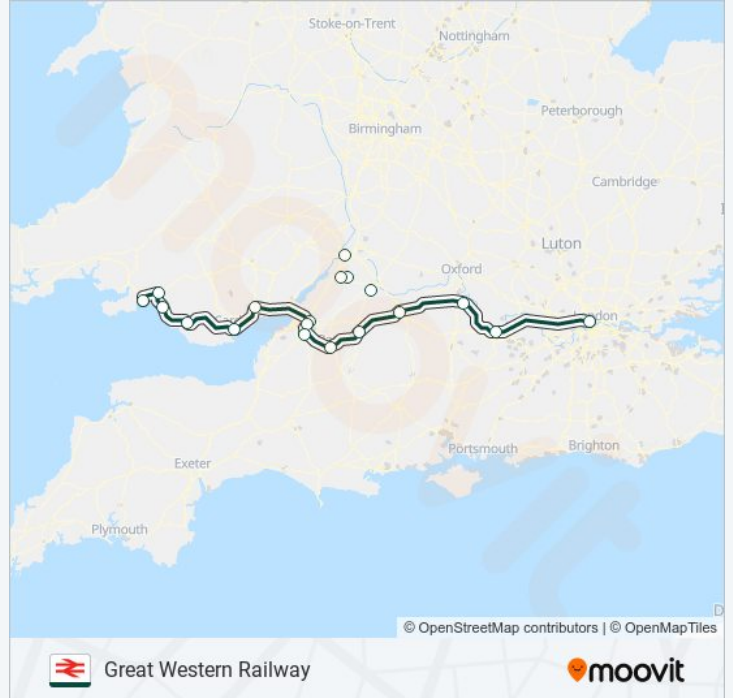 Stoke-on-Trent
Nottingham
Peterborough
Birmingham
Cambridge
Luton
Oxford
Portsmouth
Brighton
Exeter
Plymouth
© OpenStreetMap contributors | © OpenMapTiles
Great Western Railway
moovit